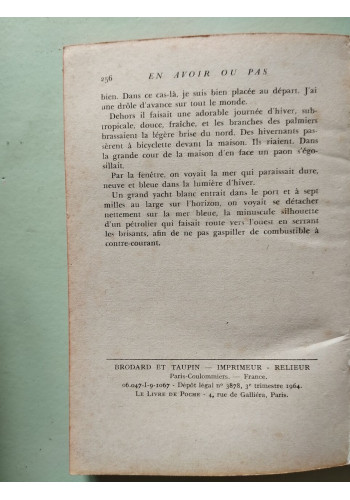 256 EN AVOIR OU PAS
bien. Dans ce cas-là, je suis bien placée au départ. J'ai
une drôle d'avance sur tout le monde.
Dehors il faisait une adorable journée d'hiver, sub-
tropicale, douce, fraîche, et les branches des palmiers
brassaient la légère brise du nord. Des hivernants pas-
sèrent à bicyclette devant la maison. Ils riaient. Dans
la grande cour de la maison d'en face un paon s'égo-
sillait.
Par la fenêtre, on voyait la mer qui paraissait dure,
neuve et bleue dans la lumière d'hiver.
Un grand yacht blanc entrait dans le port et à sept
milles au large sur l'horizon, on voyait se détacher
nettement sur la mer bleue, la minuscule silhouette
d'un pétrolier qui faisait route vers l'ouest en serrant
les brisants, afin de ne pas gaspiller de combustible à
contre-courant.
BRODARD ET TAUPIN — IMPRIMEUR - RELIEUR
Paris-Coulommiers. — France.
06.047-I-9-1067 - Dépôt légal n° 3878, 3e trimestre 1964.
LE LIVRE DE POCHE - 4, rue de Galliéra, Paris.